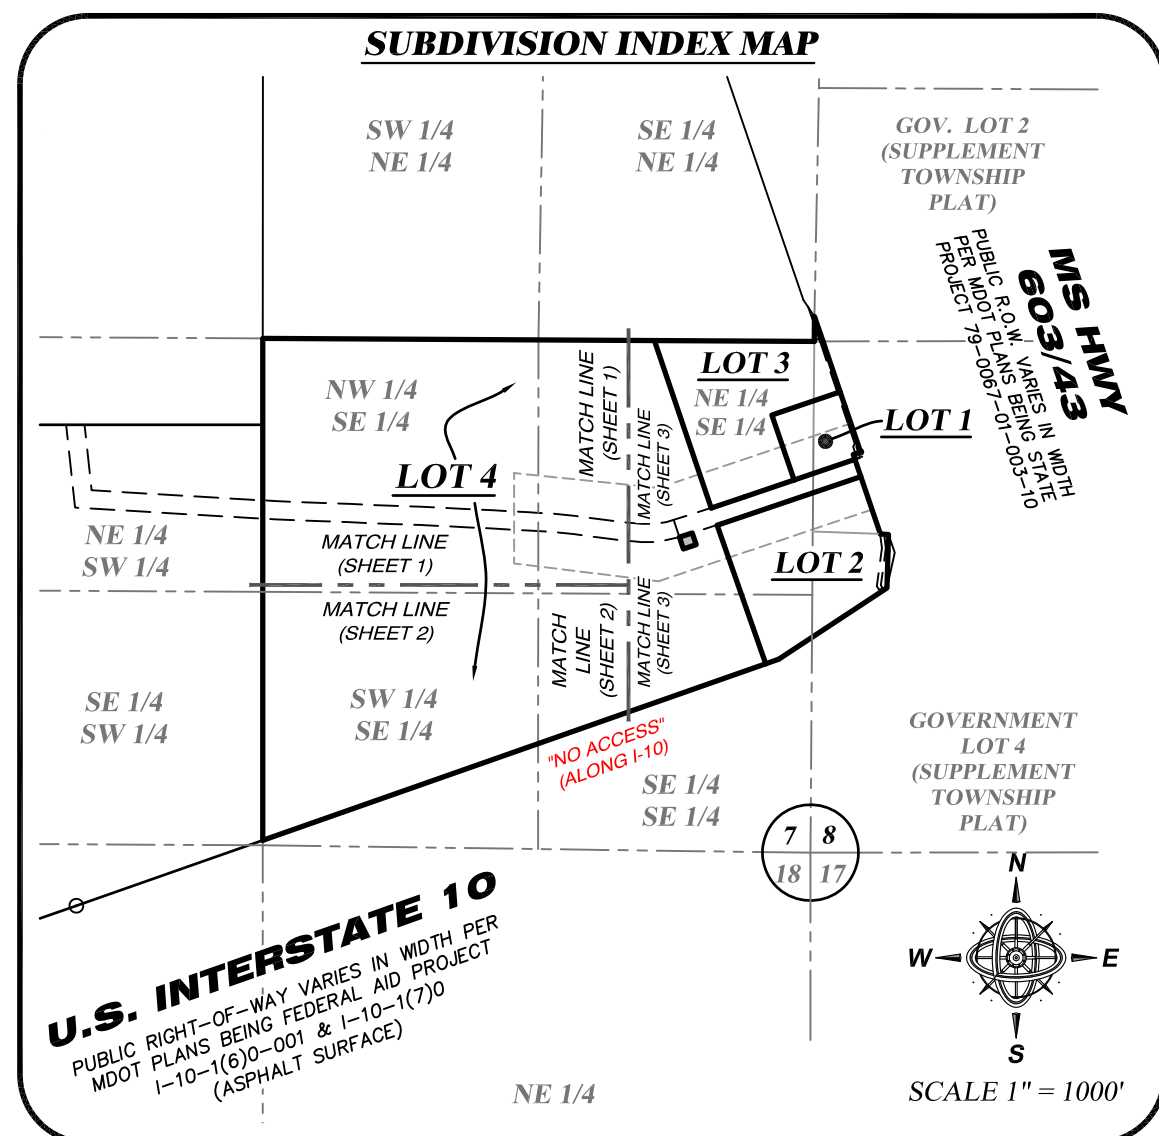 SUBDIVISION INDEX MAP
SW 1/4
NE 1/4
SE 1/4
NE 1/4
GOV. LOT 2
(SUPPLEMENT
TOWNSHIP
PLAT)
MS HWY
603/43
PUBLIC R.O.W. VARIES IN WIDTH
PER MDOT PLANS BEING STATE
PROJECT 79-0067-01-003-10
NW 1/4
SE 1/4
MATCH LINE
(SHEET 1)
MATCH LINE
(SHEET 3)
LOT 3
NE 1/4
SE 1/4
LOT 1
LOT 4
NE 1/4
SW 1/4
MATCH LINE
(SHEET 1)
MATCH LINE
(SHEET 2)
LOT 2
MATCH
LINE
(SHEET 2)
MATCH LINE
(SHEET 3)
SE 1/4
SW 1/4
SW 1/4
SE 1/4
"NO ACCESS"
(ALONG I-10)
SE 1/4
SE 1/4
GOVERNMENT
LOT 4
(SUPPLEMENT
TOWNSHIP
PLAT)
7 8
18 17
U.S. INTERSTATE 10
PUBLIC RIGHT-OF-WAY VARIES IN WIDTH PER
MDOT PLANS BEING FEDERAL AID PROJECT
I-10-1(6)0-001 & I-10-1(7)0
(ASPHALT SURFACE)
N
W E
S
NE 1/4
SCALE 1" = 1000'